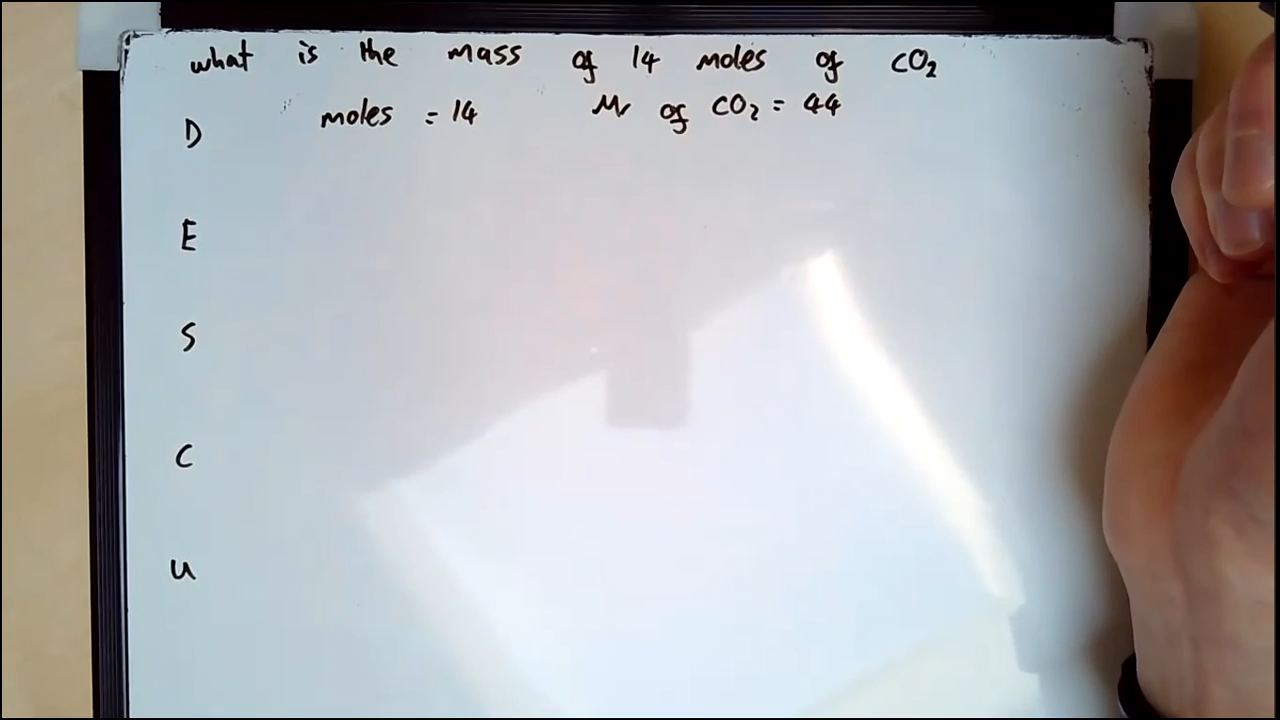 what is the mass of 14 moles of CO₂
moles = 14 Mr of CO₂ = 44
D
E
S
C
U